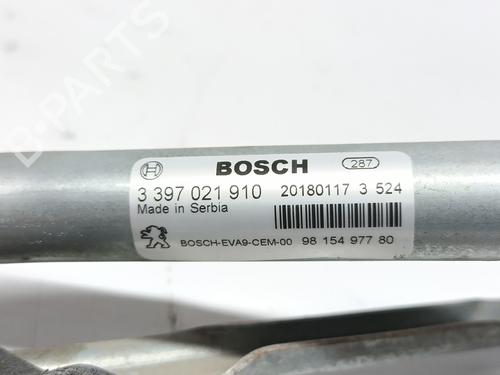 BOSCH 287
3 397 021 910 20180117 3 524
Made in Serbia
BOSCH-EVA9-CEM-00 98 154 977 80
B-PARTS